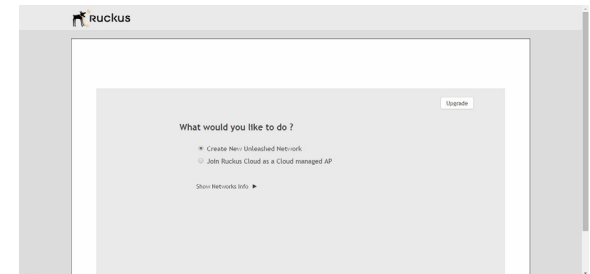 Ruckus
Upgrade
What would you like to do ?
Create New Unleashed Network
Join Ruckus Cloud as a Cloud managed AP
Show Networks Info ►